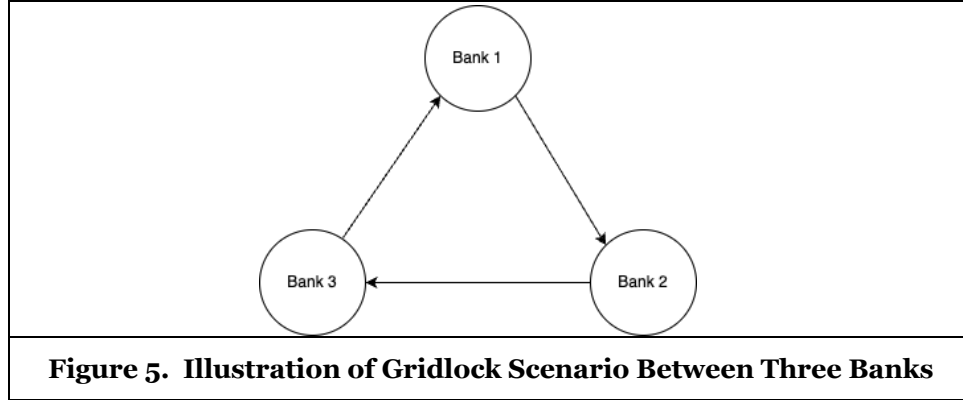 Bank 1
Bank 3
Bank 2
Figure 5. Illustration of Gridlock Scenario Between Three Banks